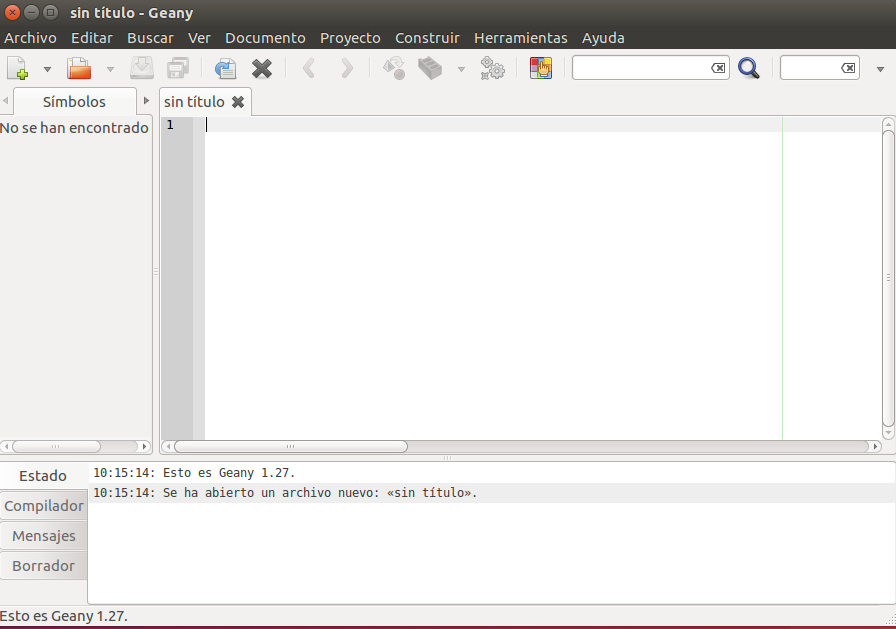 sin título - Geany
Archivo Editar Buscar Ver Documento Proyecto Construir Herramientas Ayuda
Símbolos
sin título
No se han encontrado
1
Estado
Compilador
Mensajes
Borrador
10:15:14: Esto es Geany 1.27.
10:15:14: Se ha abierto un archivo nuevo: «sin título».
Esto es Geany 1.27.